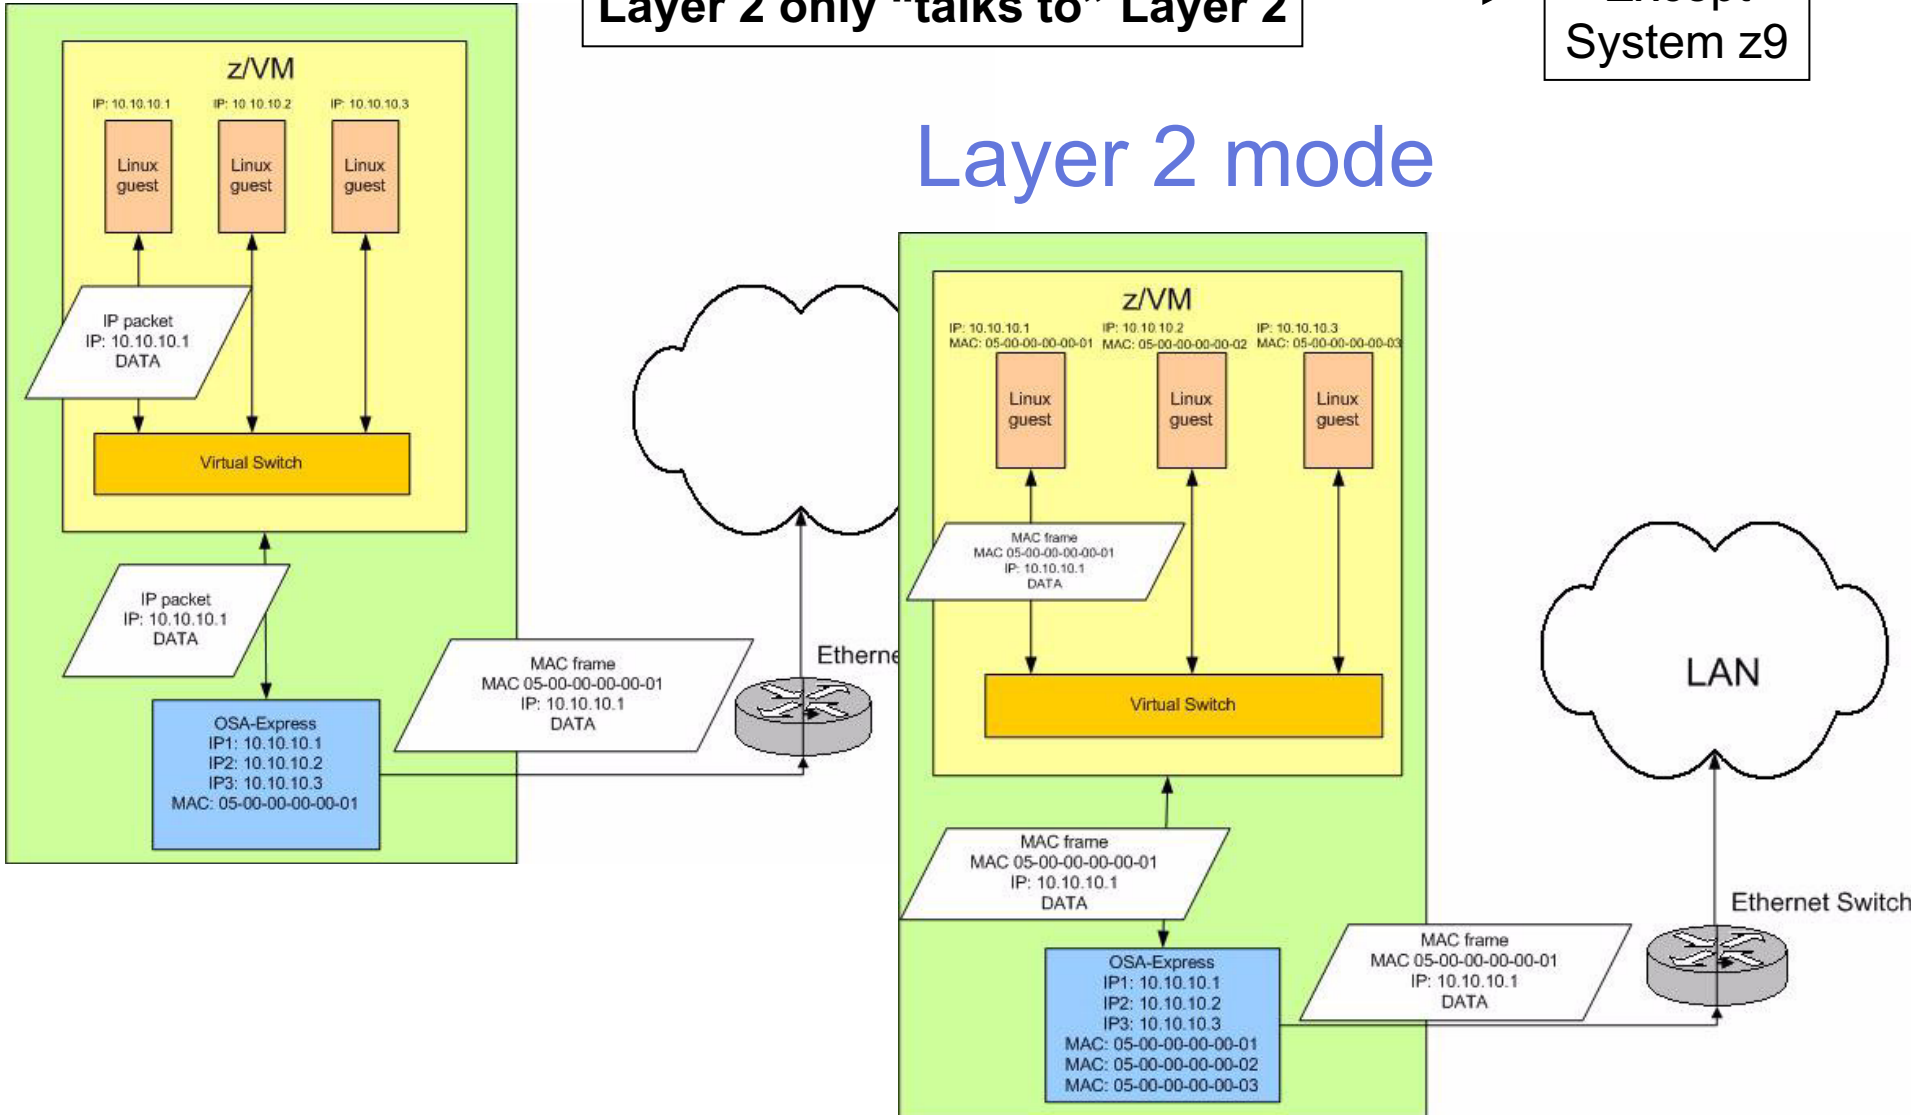 Layer 2 only “talks to” Layer 2
Except
System z9
Layer 2 mode
z/VM
IP: 10.10.10.1
IP: 10.10.10.2
IP: 10.10.10.3
Linux
guest
Linux
guest
Linux
guest
IP packet
IP: 10.10.10.1
DATA
Virtual Switch
IP packet
IP: 10.10.10.1
DATA
MAC frame
MAC 05-00-00-00-00-01
IP: 10.10.10.1
DATA
OSA-Express
IP1: 10.10.10.1
IP2: 10.10.10.2
IP3: 10.10.10.3
MAC: 05-00-00-00-00-01
z/VM
IP: 10.10.10.1
MAC: 05-00-00-00-00-01
IP: 10.10.10.2
MAC: 05-00-00-00-00-02
IP: 10.10.10.3
MAC: 05-00-00-00-00-03
Linux
guest
Linux
guest
Linux
guest
MAC frame
MAC 05-00-00-00-00-01
IP: 10.10.10.1
DATA
Virtual Switch
MAC frame
MAC 05-00-00-00-00-01
IP: 10.10.10.1
DATA
OSA-Express
IP1: 10.10.10.1
IP2: 10.10.10.2
IP3: 10.10.10.3
MAC: 05-00-00-00-00-01
MAC: 05-00-00-00-00-02
MAC: 05-00-00-00-00-03
MAC frame
MAC 05-00-00-00-00-01
IP: 10.10.10.1
DATA
LAN
Ethernet Switch